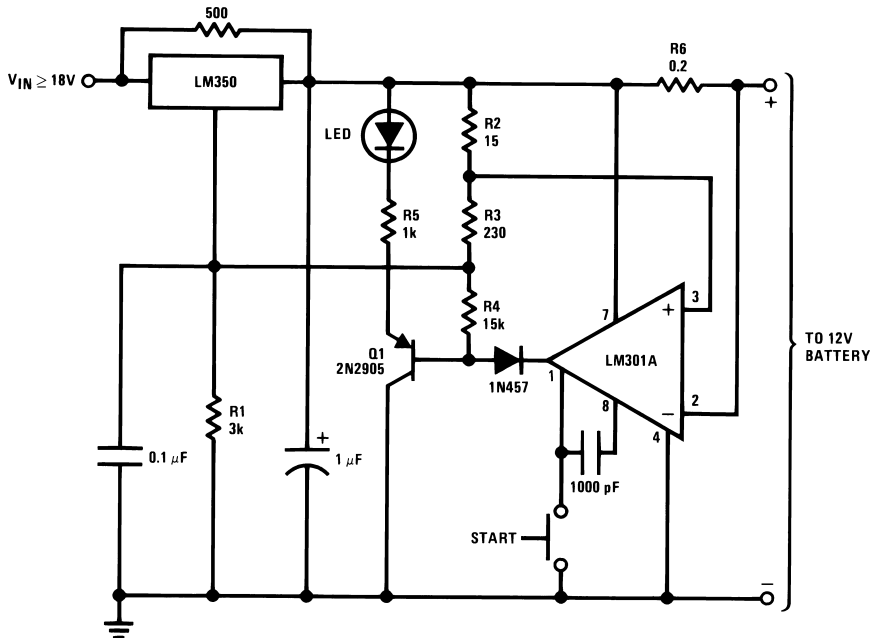 500
V_IN ≥ 18V
LM350
R6
0.2
+
LED
R2
15
R5
1k
R3
230
R4
15k
7
+
3
Q1
2N2905
1N457
LM301A
TO 12V
BATTERY
1
8
−
2
4
R1
3k
0.1 µF
+
1 µF
1000 pF
START
−